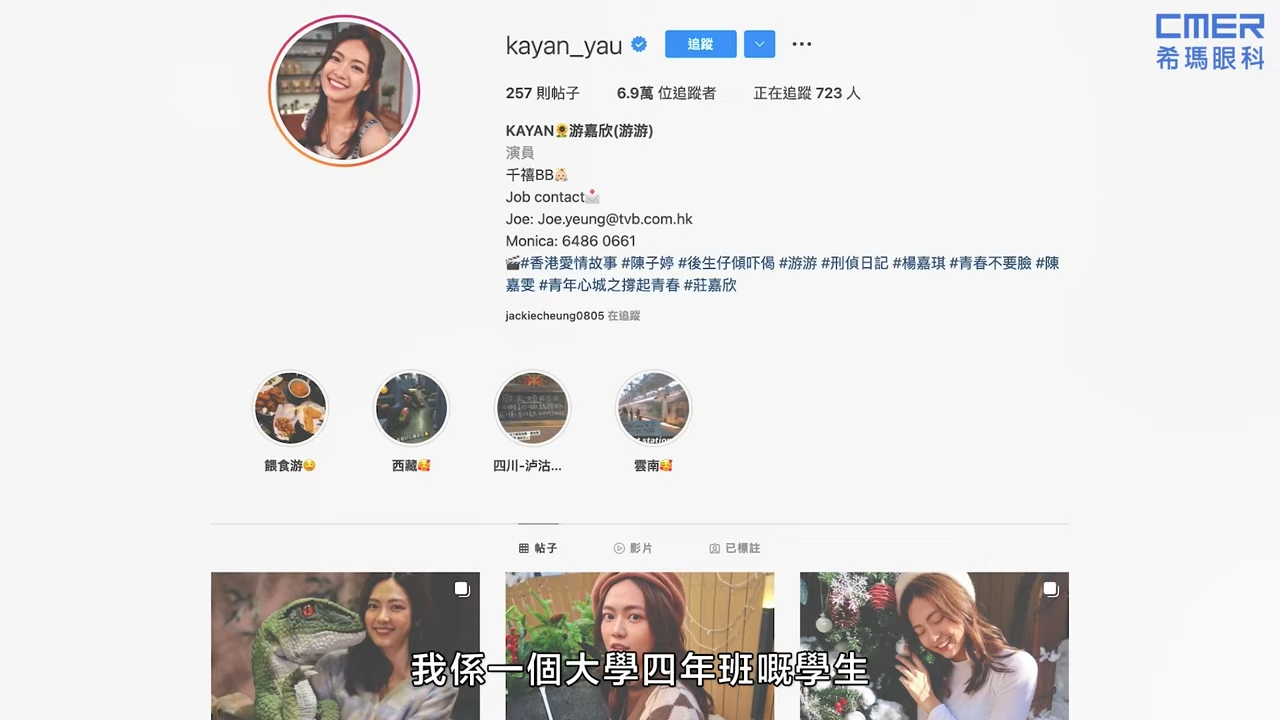 CMER
希瑪眼科
kayan_yau
追蹤
257 則帖子
6.9萬 位追蹤者
正在追蹤 723 人
KAYAN🌻游嘉欣(游游)
演員
千禧BB👶🏻
Job contact📩
Joe: Joe.yeung@tvb.com.hk
Monica: 6486 0661
🎬#香港愛情故事 #陳子婷 #後生仔傾吓偈 #游游 #刑偵日記 #楊嘉琪 #青春不要臉 #陳
嘉雯 #青年心城之撐起青春 #莊嘉欣
jackiecheung0805 在追蹤
餵食游😋
西藏🥰
四川-泸沽...
雲南🥰
帖子
影片
已標註
我係一個大學四年班嘅學生